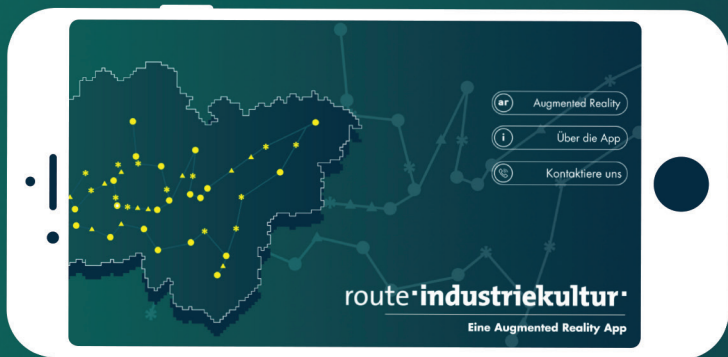 ar Augmented Reality
i Über die App
Kontaktiere uns
route·industriekultur·
Eine Augmented Reality App